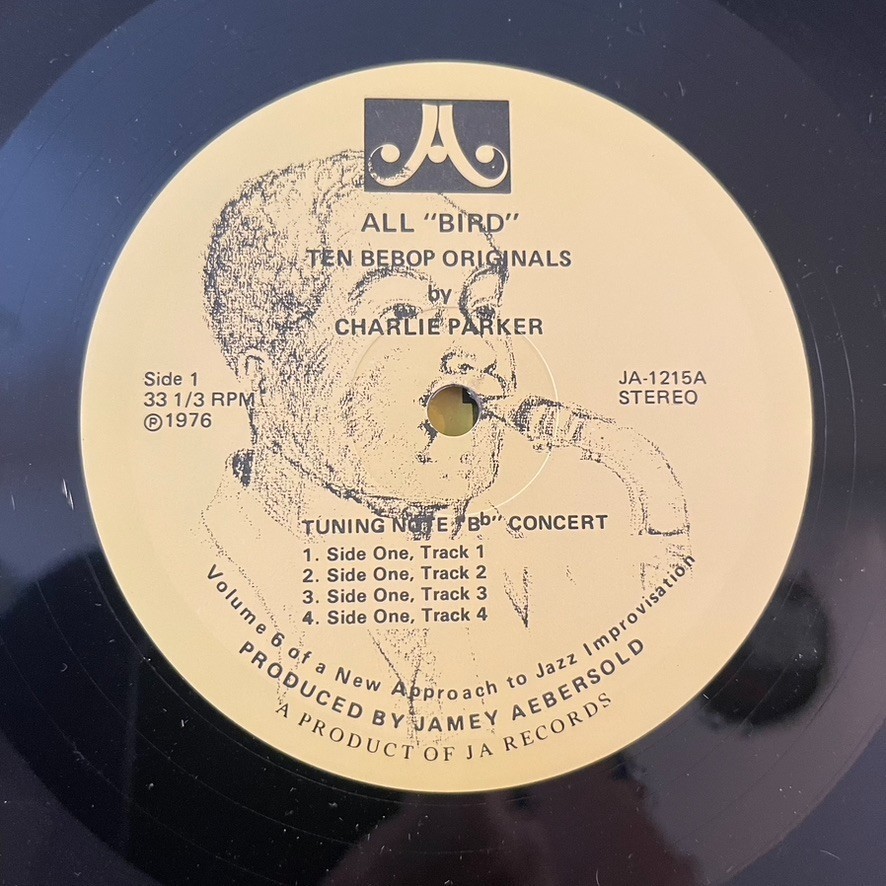 JA
ALL "BIRD"
TEN BEBOP ORIGINALS
by
CHARLIE PARKER
Side 1
33 1/3 RPM
℗1976
JA-1215A
STEREO
TUNING NOTE "Bb" CONCERT
1. Side One, Track 1
2. Side One, Track 2
3. Side One, Track 3
4. Side One, Track 4
Volume 6 of a New Approach to Jazz Improvisation
PRODUCED BY JAMEY AEBERSOLD
A PRODUCT OF JA RECORDS